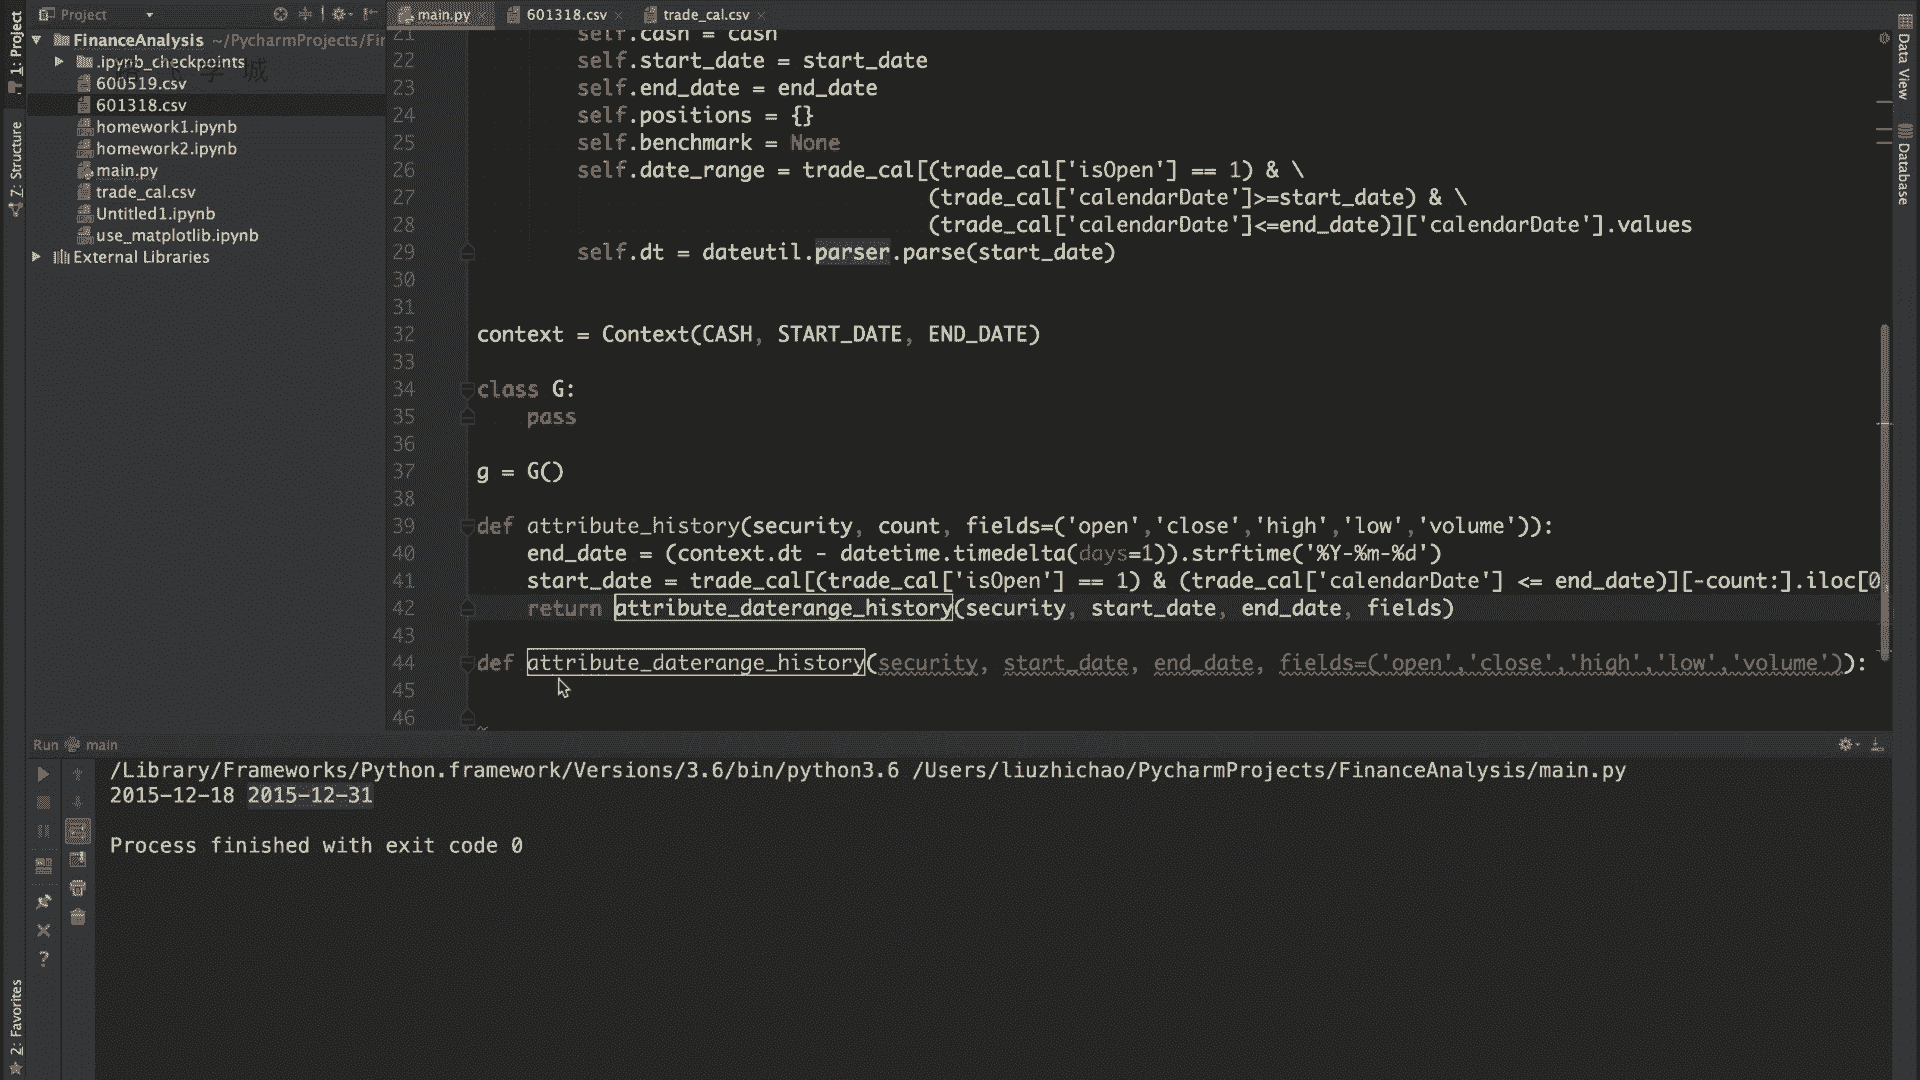 Project
main.py
601318.csv
trade_cal.csv
1: Project
FinanceAnalysis ~/PycharmProjects/Fir
.ipynb_checkpoints
600519.csv
601318.csv
homework1.ipynb
homework2.ipynb
main.py
trade_cal.csv
Untitled1.ipynb
use_matplotlib.ipynb
External Libraries
7: Structure
2: Favorites
Data View
Database
21 self.cash = cash
22 self.start_date = start_date
23 self.end_date = end_date
24 self.positions = {}
25 self.benchmark = None
26 self.date_range = trade_cal[(trade_cal['isOpen'] == 1) & \
27 (trade_cal['calendarDate']>=start_date) & \
28 (trade_cal['calendarDate']<=end_date)]['calendarDate'].values
29 self.dt = dateutil.parser.parse(start_date)
30
31
32 context = Context(CASH, START_DATE, END_DATE)
33
34 class G:
35 pass
36
37 g = G()
38
39 def attribute_history(security, count, fields=('open','close','high','low','volume')):
40 end_date = (context.dt - datetime.timedelta(days=1)).strftime('%Y-%m-%d')
41 start_date = trade_cal[(trade_cal['isOpen'] == 1) & (trade_cal['calendarDate'] <= end_date)][-count:].iloc[0,
42 return attribute_daterange_history(security, start_date, end_date, fields)
43
44 def attribute_daterange_history(security, start_date, end_date, fields=('open','close','high','low','volume')):
45
46
Run main
/Library/Frameworks/Python.framework/Versions/3.6/bin/python3.6 /Users/liuzhichao/PycharmProjects/FinanceAnalysis/main.py
2015-12-18 2015-12-31
Process finished with exit code 0